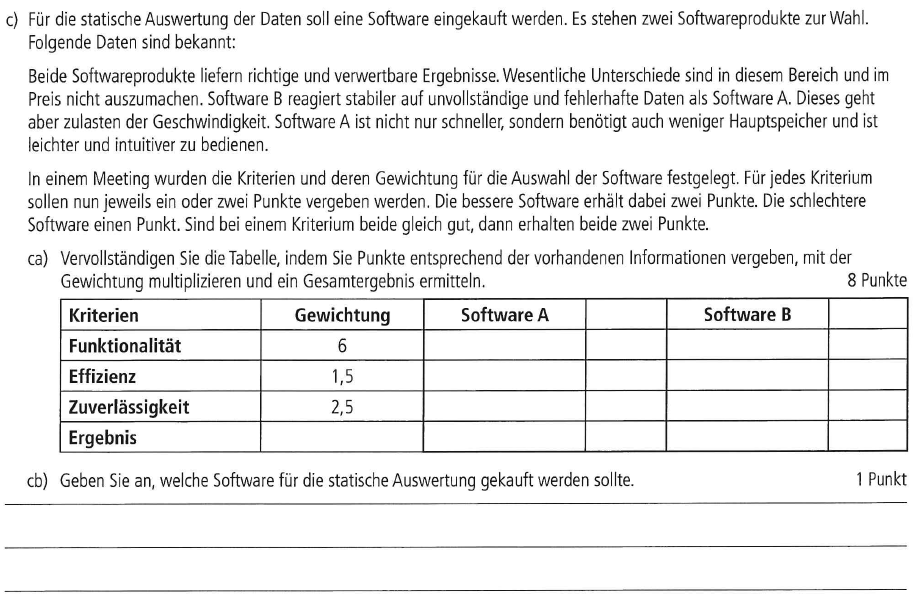 c) Für die statische Auswertung der Daten soll eine Software eingekauft werden. Es stehen zwei Softwareprodukte zur Wahl.
Folgende Daten sind bekannt:
Beide Softwareprodukte liefern richtige und verwertbare Ergebnisse. Wesentliche Unterschiede sind in diesem Bereich und im
Preis nicht auszumachen. Software B reagiert stabiler auf unvollständige und fehlerhafte Daten als Software A. Dieses geht
aber zulasten der Geschwindigkeit. Software A ist nicht nur schneller, sondern benötigt auch weniger Hauptspeicher und ist
leichter und intuitiver zu bedienen.
In einem Meeting wurden die Kriterien und deren Gewichtung für die Auswahl der Software festgelegt. Für jedes Kriterium
sollen nun jeweils ein oder zwei Punkte vergeben werden. Die bessere Software erhält dabei zwei Punkte. Die schlechtere
Software einen Punkt. Sind bei einem Kriterium beide gleich gut, dann erhalten beide zwei Punkte.
ca) Vervollständigen Sie die Tabelle, indem Sie Punkte entsprechend der vorhandenen Informationen vergeben, mit der
Gewichtung multiplizieren und ein Gesamtergebnis ermitteln. 8 Punkte
Kriterien Gewichtung Software A Software B
Funktionalität 6
Effizienz 1,5
Zuverlässigkeit 2,5
Ergebnis
cb) Geben Sie an, welche Software für die statische Auswertung gekauft werden sollte. 1 Punkt